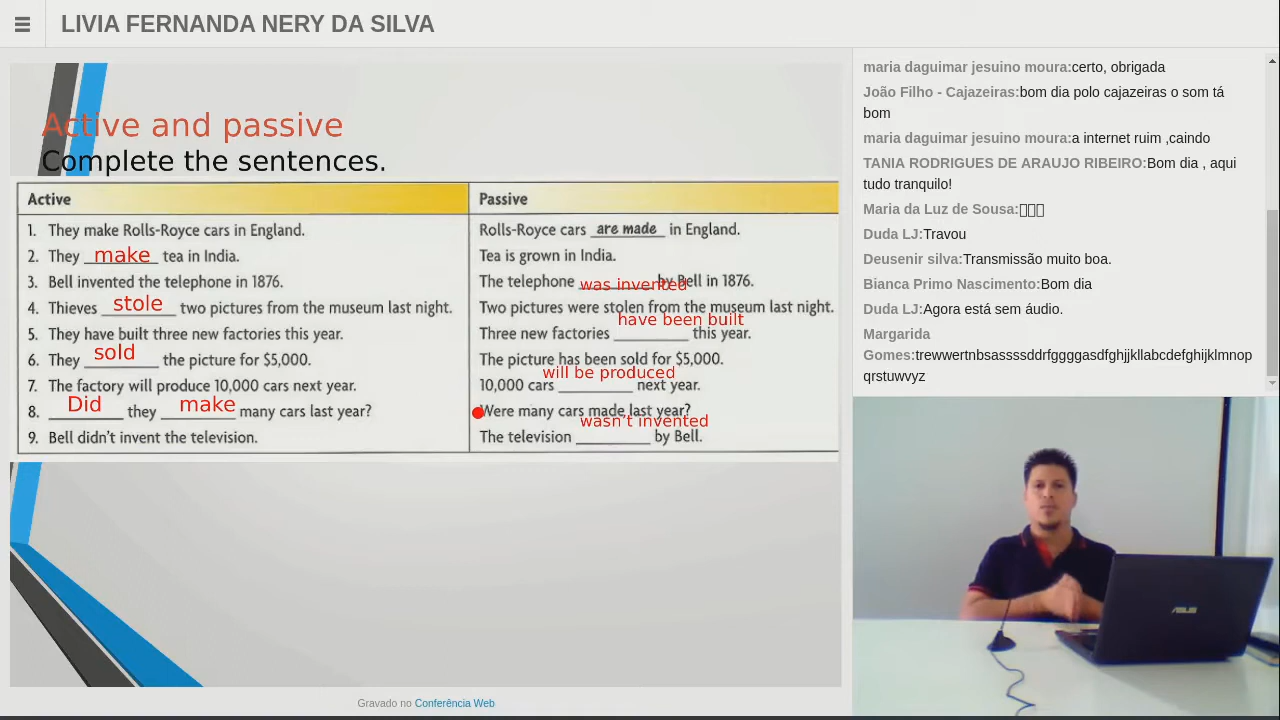 LIVIA FERNANDA NERY DA SILVA
Active and passive
Complete the sentences.
Active
Passive
1. They make Rolls-Royce cars in England.
Rolls-Royce cars are made in England.
2. They make tea in India.
Tea is grown in India.
3. Bell invented the telephone in 1876.
The telephone was invented by Bell in 1876.
4. Thieves stole two pictures from the museum last night.
Two pictures were stolen from the museum last night.
5. They have built three new factories this year.
Three new factories have been built this year.
6. They sold the picture for $5,000.
The picture has been sold for $5,000.
7. The factory will produce 10,000 cars next year.
10,000 cars will be produced next year.
8. Did they make many cars last year?
Were many cars made last year?
9. Bell didn't invent the television.
The television wasn't invented by Bell.
Gravado no Conferência Web
maria daguimar jesuino moura:certo, obrigada
João Filho - Cajazeiras:bom dia polo cajazeiras o som tá
bom
maria daguimar jesuino moura:a internet ruim ,caindo
TANIA RODRIGUES DE ARAUJO RIBEIRO:Bom dia , aqui
tudo tranquilo!
Maria da Luz de Sousa:
Duda LJ:Travou
Deusenir silva:Transmissão muito boa.
Bianca Primo Nascimento:Bom dia
Duda LJ:Agora está sem áudio.
Margarida
Gomes:trewwertnbsassssddrfggggasdfghjjkllabcdefghijklmnop
qrstuwvyz
ASUS